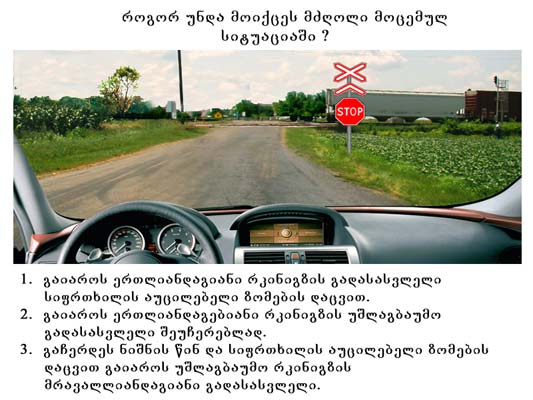 როგორ უნდა მოიქცეს მძღოლი მოცემულ
სიტუაციაში ?
STOP
1. გაიაროს ერთლიანდაგიანი რკინიგზის გადასასვლელი
სიფრთხილის აუცილებელი ზომების დაცვით.
2. გაიაროს ერთლიანდაგებიანი რკინიგზის უშლაგბაუმო
გადასასვლელი შეუჩერებლად.
3. გაჩერდეს ნიშნის წინ და სიფრთხილის აუცილებელი ზომების
დაცვით გაიაროს უშლაგბაუმო რკინიგზის
მრავალლიანდაგიანი გადასასვლელი.